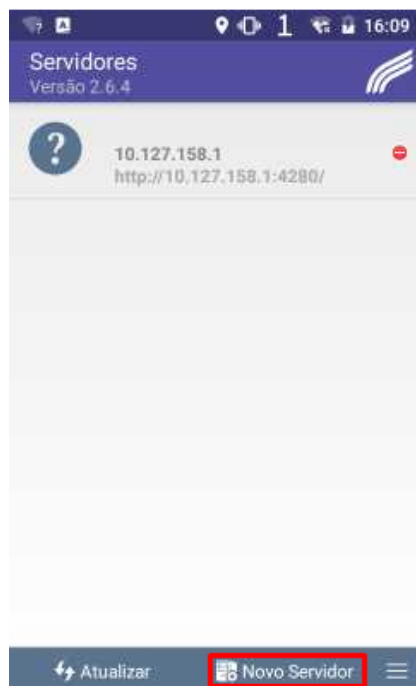 1 16:09
Servidores
Versão 2.6.4
?
10.127.158.1
http://10.127.158.1:4280/
Atualizar Novo Servidor